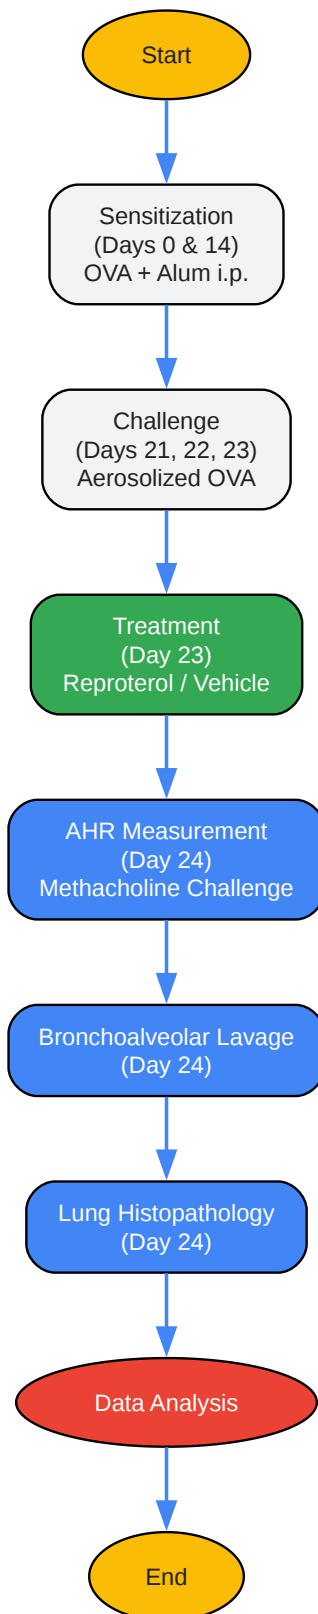 Start
Sensitization
(Days 0 & 14)
OVA + Alum i.p.
Challenge
(Days 21, 22, 23)
Aerosolized OVA
Treatment
(Day 23)
Reproterol / Vehicle
AHR Measurement
(Day 24)
Methacholine Challenge
Bronchoalveolar Lavage
(Day 24)
Lung Histopathology
(Day 24)
Data Analysis
End